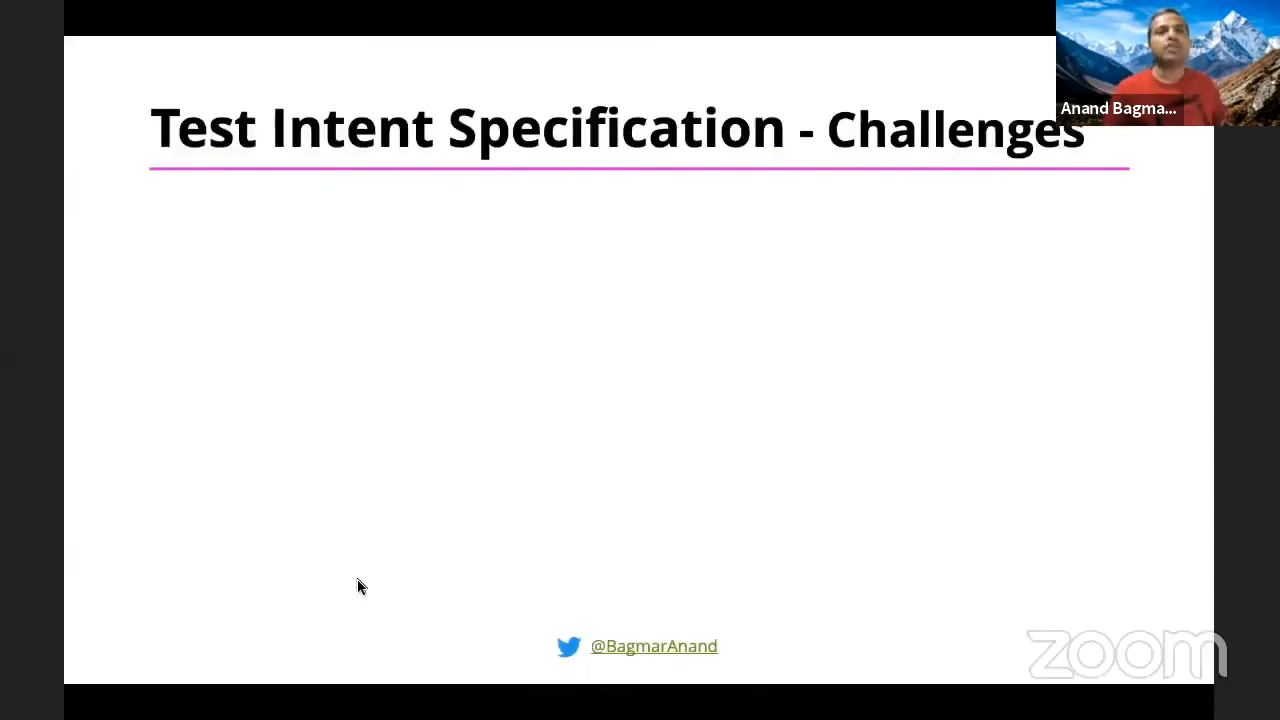 Test Intent Specification - Challenges
Anand Bagma...
@BagmarAnand
zoom